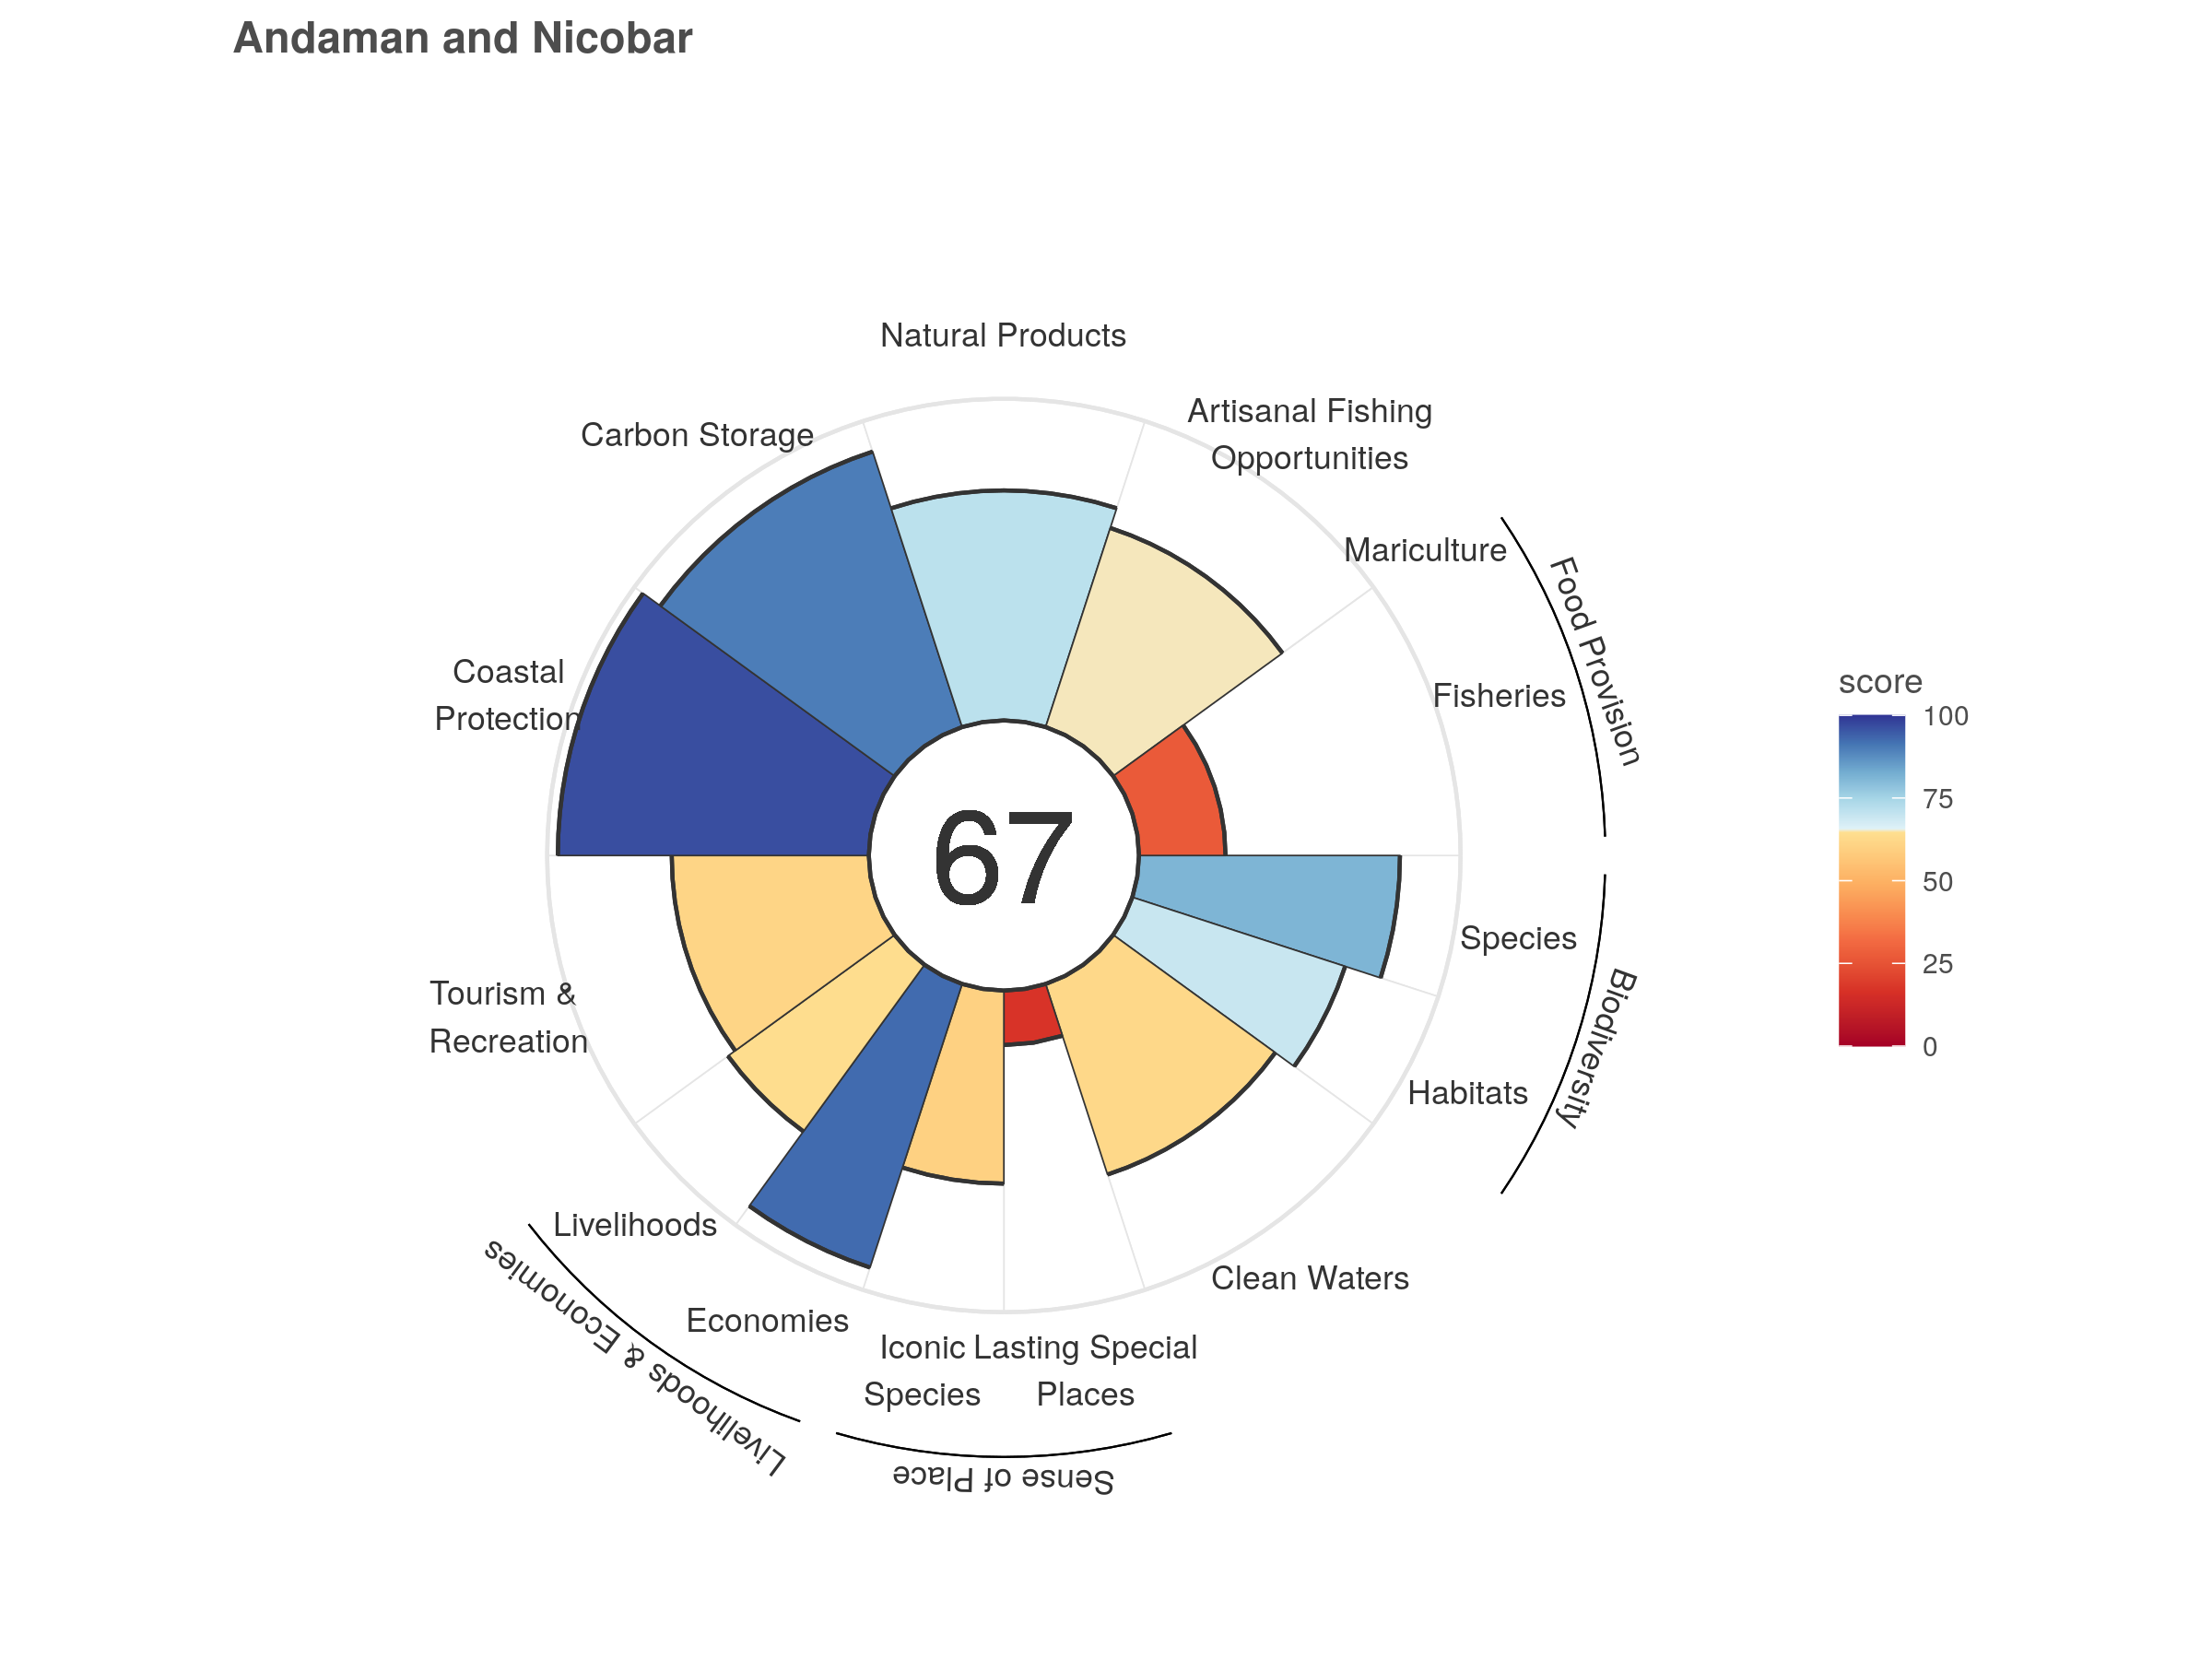 Andaman and Nicobar
Natural Products
Artisanal Fishing
Opportunities
Carbon Storage
Mariculture
Food Provision
Fisheries
Coastal
Protection
67
score
100
75
50
25
0
Species
Biodiversity
Habitats
Tourism &
Recreation
Livelihoods
Livelihoods & Economies
Economies
Clean Waters
Iconic
Species
Lasting Special
Places
Sense of Place